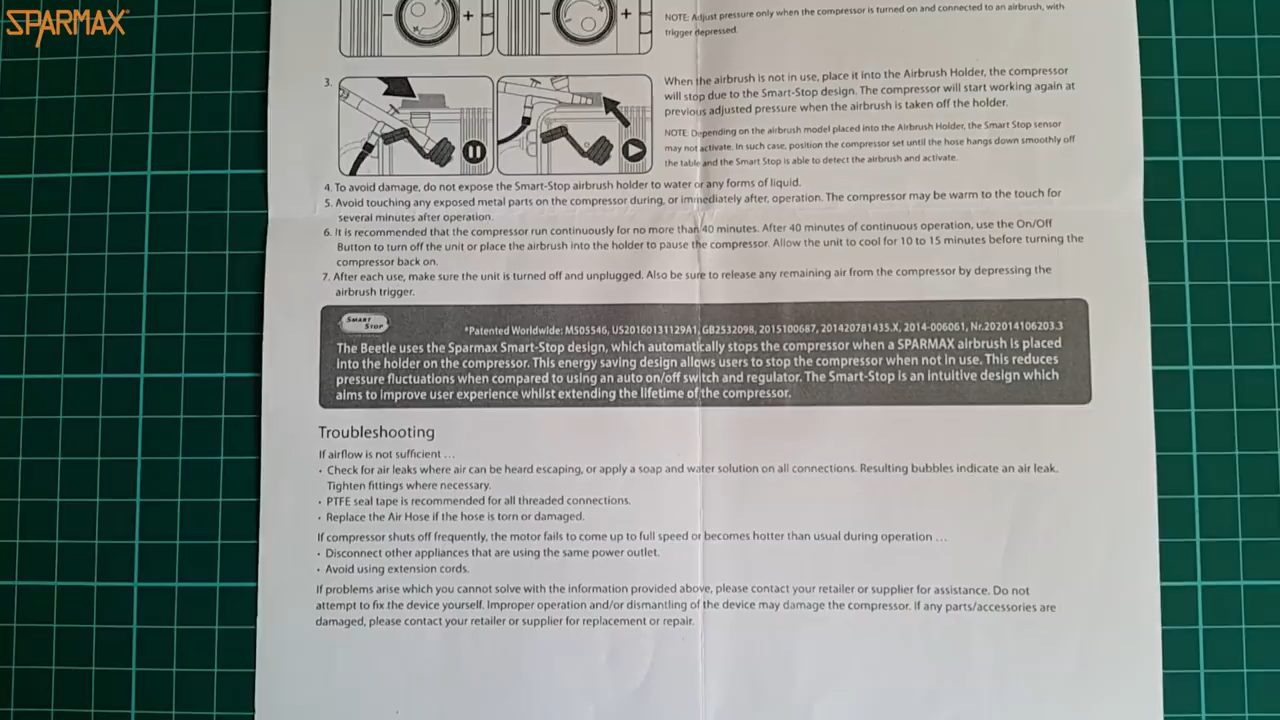 SPARMAX®
NOTE: Adjust pressure only when the compressor is turned on and connected to an airbrush, with
trigger depressed.
3.
When the airbrush is not in use, place it into the Airbrush Holder, the compressor
will stop due to the Smart-Stop design. The compressor will start working again at
previous adjusted pressure when the airbrush is taken off the holder.
NOTE: Depending on the airbrush model placed into the Airbrush Holder, the Smart Stop sensor
may not activate. In such case, position the compressor set until the hose hangs down smoothly off
the table and the Smart Stop is able to detect the airbrush and activate.
4. To avoid damage, do not expose the Smart-Stop airbrush holder to water or any forms of liquid.
5. Avoid touching any exposed metal parts on the compressor during, or immediately after, operation. The compressor may be warm to the touch for
several minutes after operation.
6. It is recommended that the compressor run continuously for no more than 40 minutes. After 40 minutes of continuous operation, use the On/Off
Button to turn off the unit or place the airbrush into the holder to pause the compressor. Allow the unit to cool for 10 to 15 minutes before turning the
compressor back on.
7. After each use, make sure the unit is turned off and unplugged. Also be sure to release any remaining air from the compressor by depressing the
airbrush trigger.
SMART
STOP
*Patented Worldwide: M505546, US20160131129A1, GB2532098, 2015100687, 201420781435.X, 2014-006061, Nr.202014106203.3
The Beetle uses the Sparmax Smart-Stop design, which automatically stops the compressor when a SPARMAX airbrush is placed
into the holder on the compressor. This energy saving design allows users to stop the compressor when not in use. This reduces
pressure fluctuations when compared to using an auto on/off switch and regulator. The Smart-Stop is an intuitive design which
aims to improve user experience whilst extending the lifetime of the compressor.
Troubleshooting
If airflow is not sufficient ...
• Check for air leaks where air can be heard escaping, or apply a soap and water solution on all connections. Resulting bubbles indicate an air leak.
Tighten fittings where necessary.
• PTFE seal tape is recommended for all threaded connections.
• Replace the Air Hose if the hose is torn or damaged.
If compressor shuts off frequently, the motor fails to come up to full speed or becomes hotter than usual during operation ...
• Disconnect other appliances that are using the same power outlet.
• Avoid using extension cords.
If problems arise which you cannot solve with the information provided above, please contact your retailer or supplier for assistance. Do not
attempt to fix the device yourself. Improper operation and/or dismantling of the device may damage the compressor. If any parts/accessories are
damaged, please contact your retailer or supplier for replacement or repair.